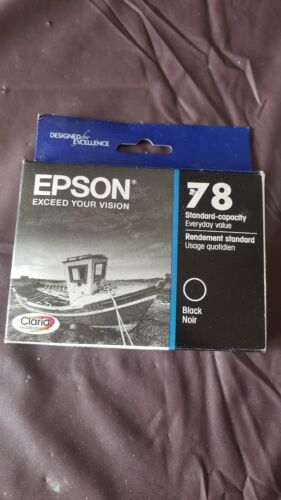 DESIGNED for
EXCELLENCE
EPSON®
EXCEED YOUR VISION
78
Standard-capacity
Everyday value
Rendement standard
Usage quotidien
Black
Noir
Claria